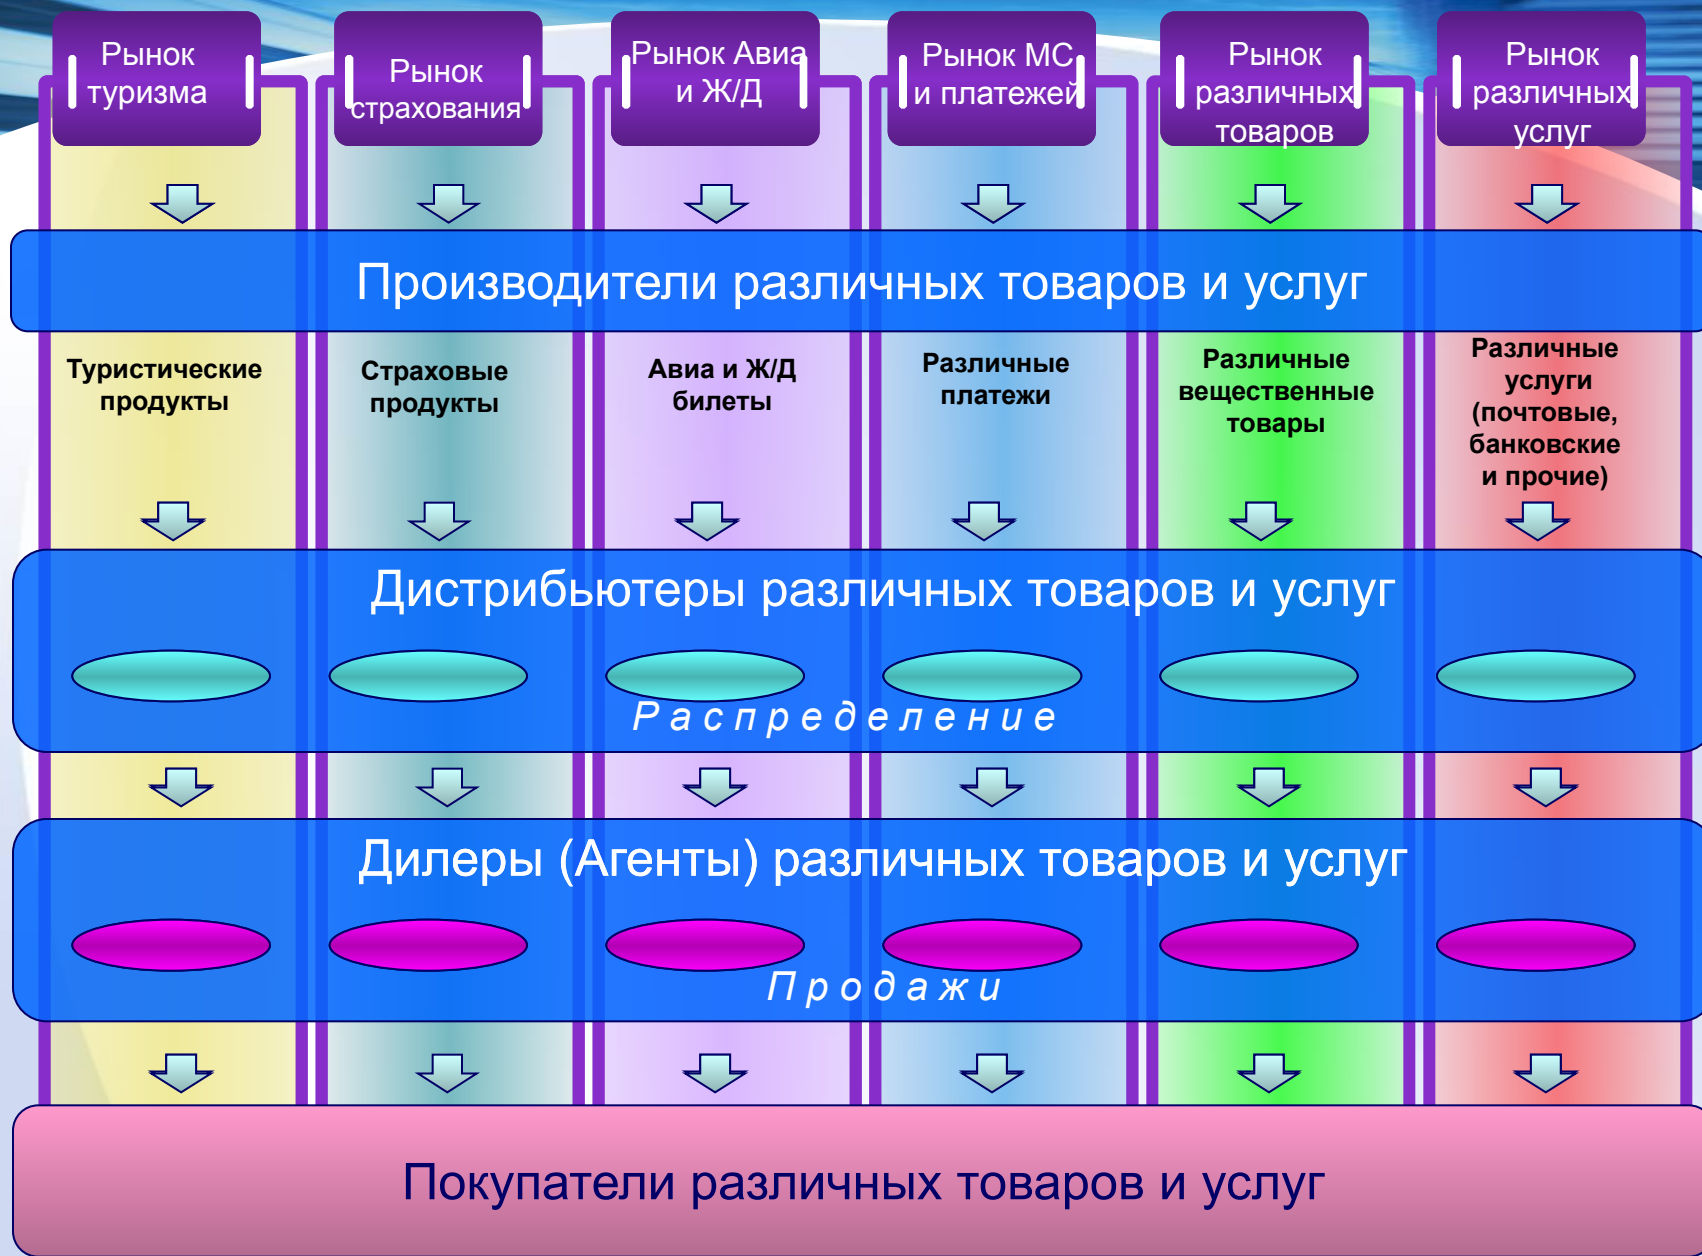 Рынок
туризма
Рынок
страхования
Рынок Авиа
и Ж/Д
Рынок МС
и платежей
Рынок
различных
товаров
Рынок
различных
услуг
Производители различных товаров и услуг
Туристические
продукты
Страховые
продукты
Авиа и Ж/Д
билеты
Различные
платежи
Различные
вещественные
товары
Различные
услуги
(почтовые,
банковские
и прочие)
Дистрибьютеры различных товаров и услуг
Распределение
Дилеры (Агенты) различных товаров и услуг
Продажи
Покупатели различных товаров и услуг